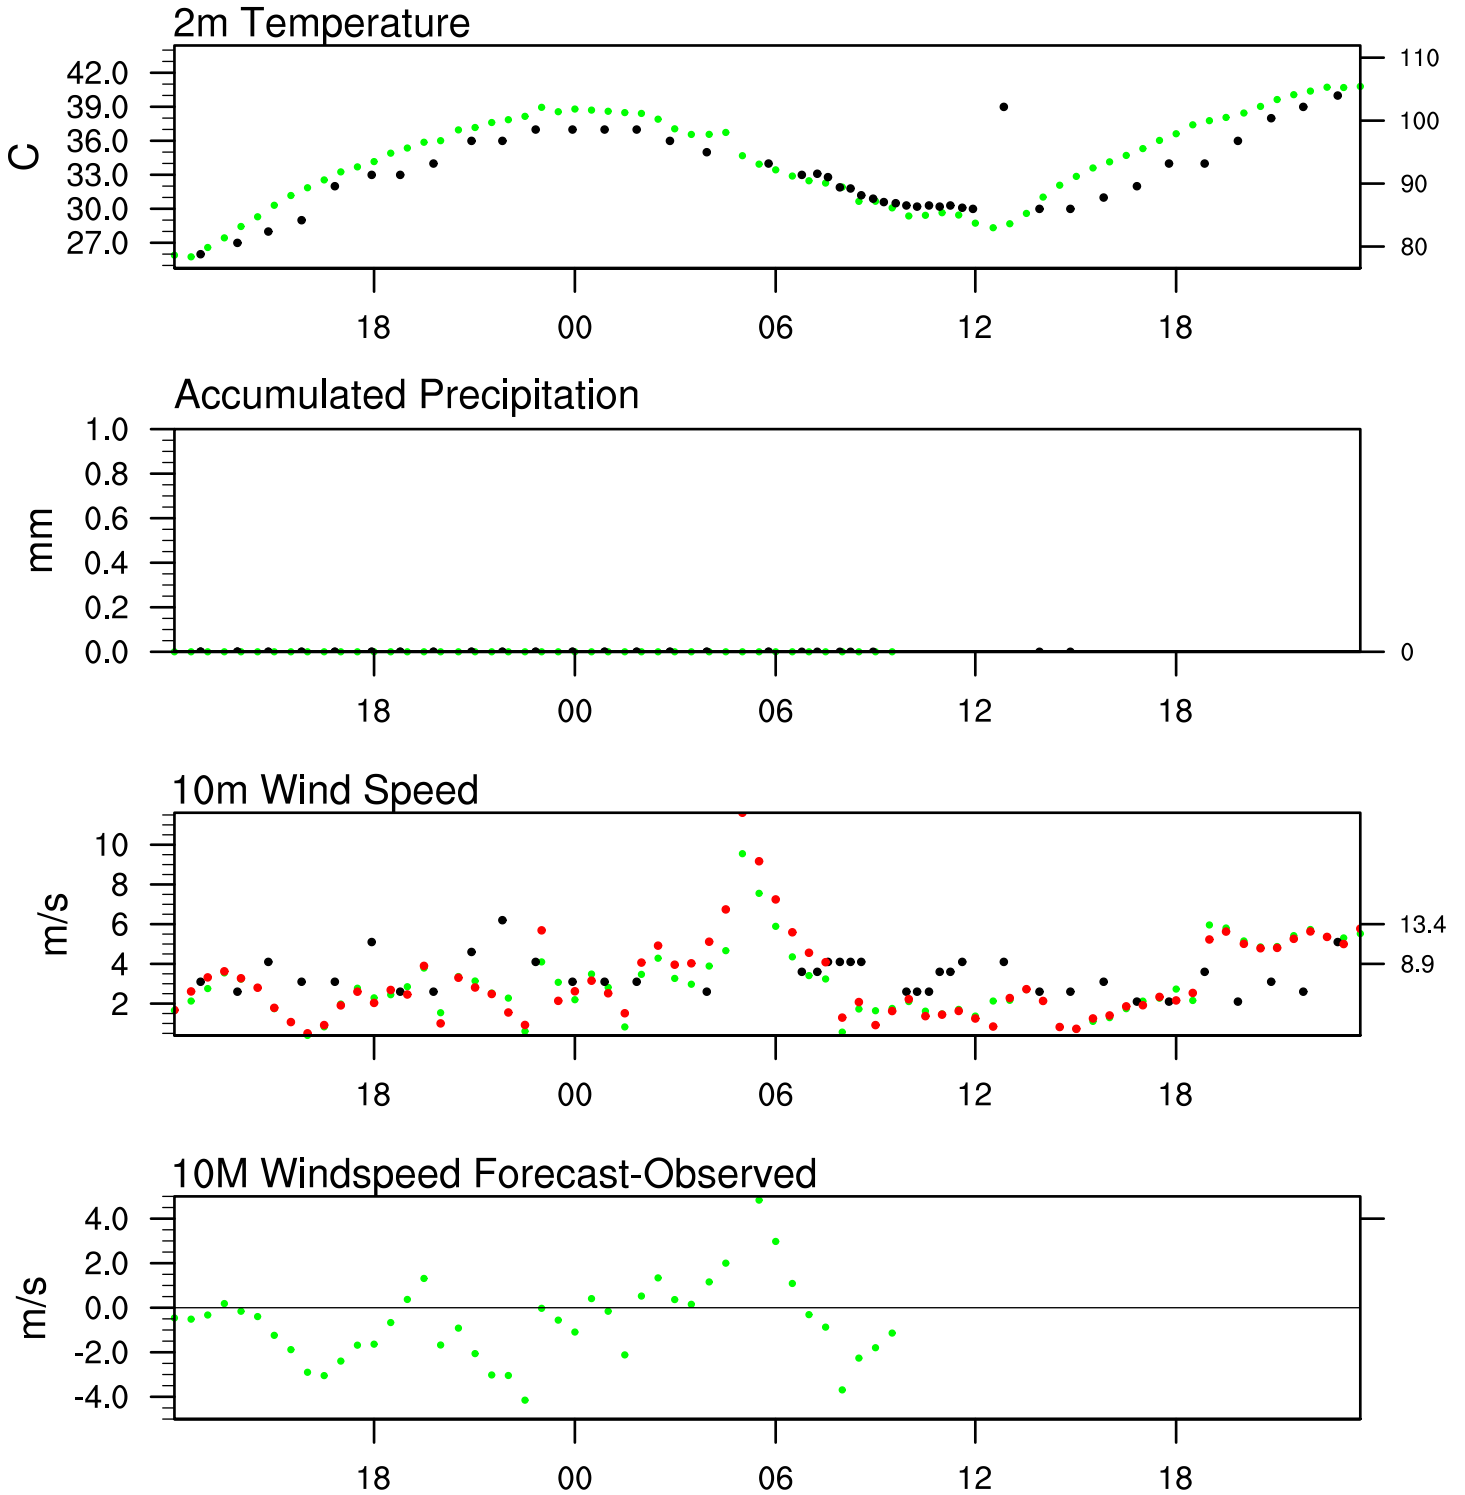 2m Temperature
42.0
39.0
36.0
33.0
30.0
27.0
C
110
100
90
80
18 00 06 12 18
Accumulated Precipitation
1.0
0.8
0.6
0.4
0.2
0.0
mm
0
18 00 06 12 18
10m Wind Speed
10
8
6
4
2
m/s
13.4
8.9
18 00 06 12 18
10M Windspeed Forecast-Observed
4.0
2.0
0.0
-2.0
-4.0
m/s
18 00 06 12 18